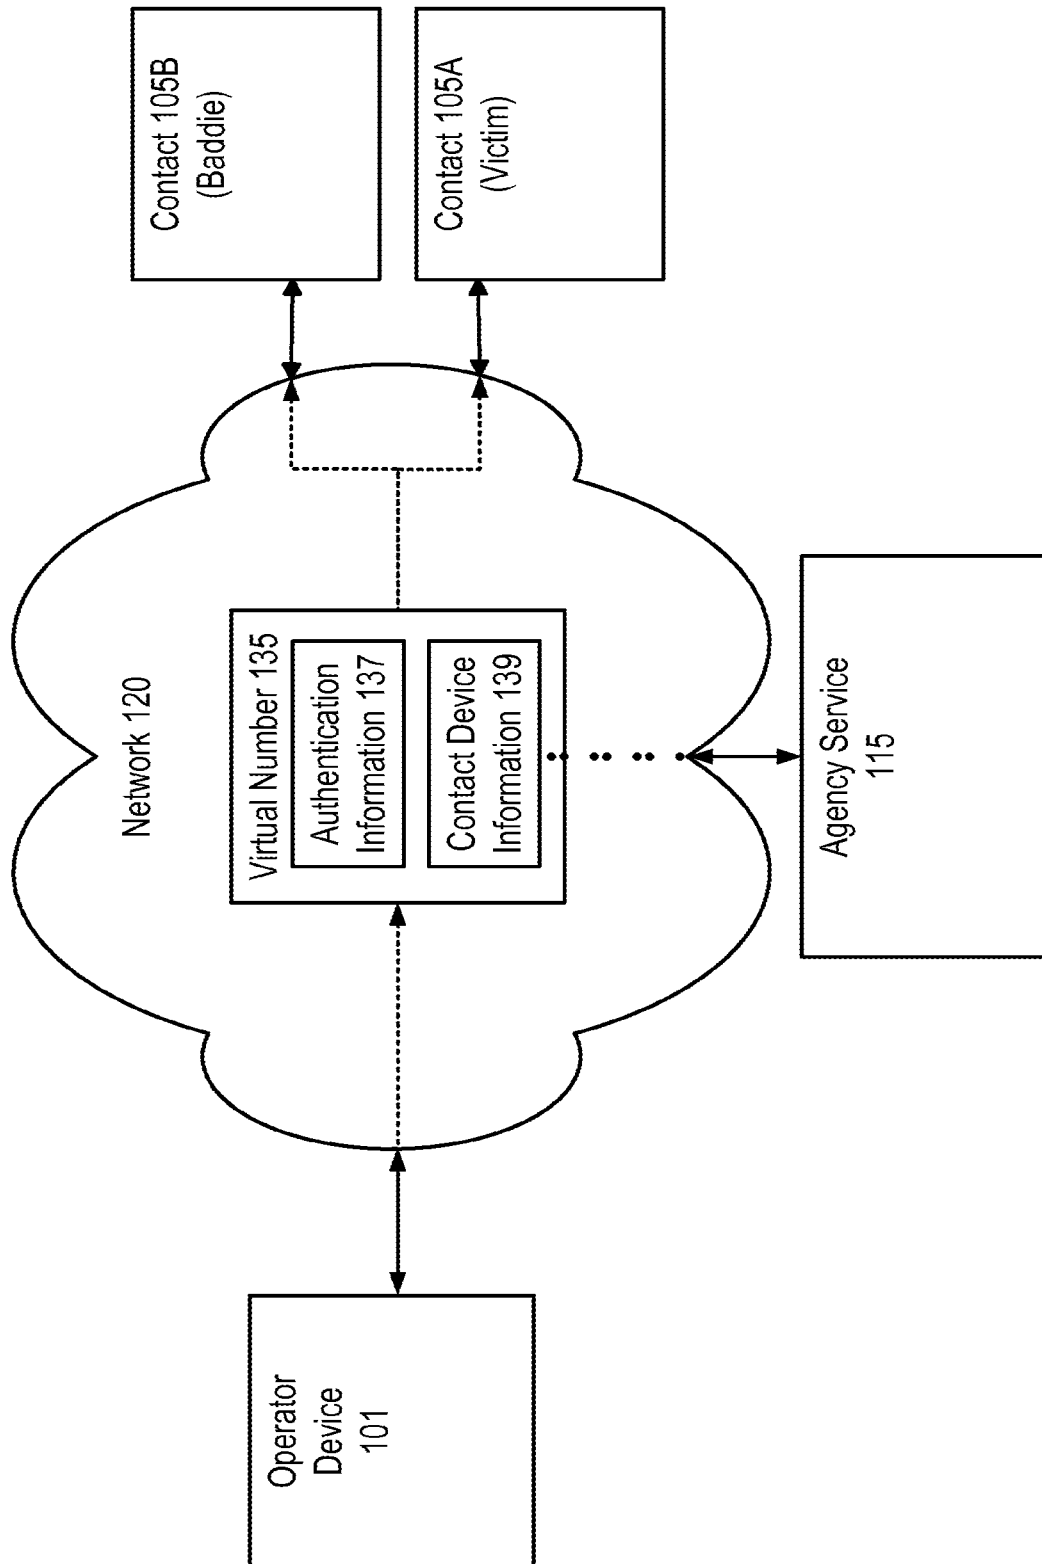 Operator
Device
101
Network 120
Virtual Number 135
Authentication
Information 137
Contact Device
Information 139
Agency Service
115
Contact 105B
(Baddie)
Contact 105A
(Victim)